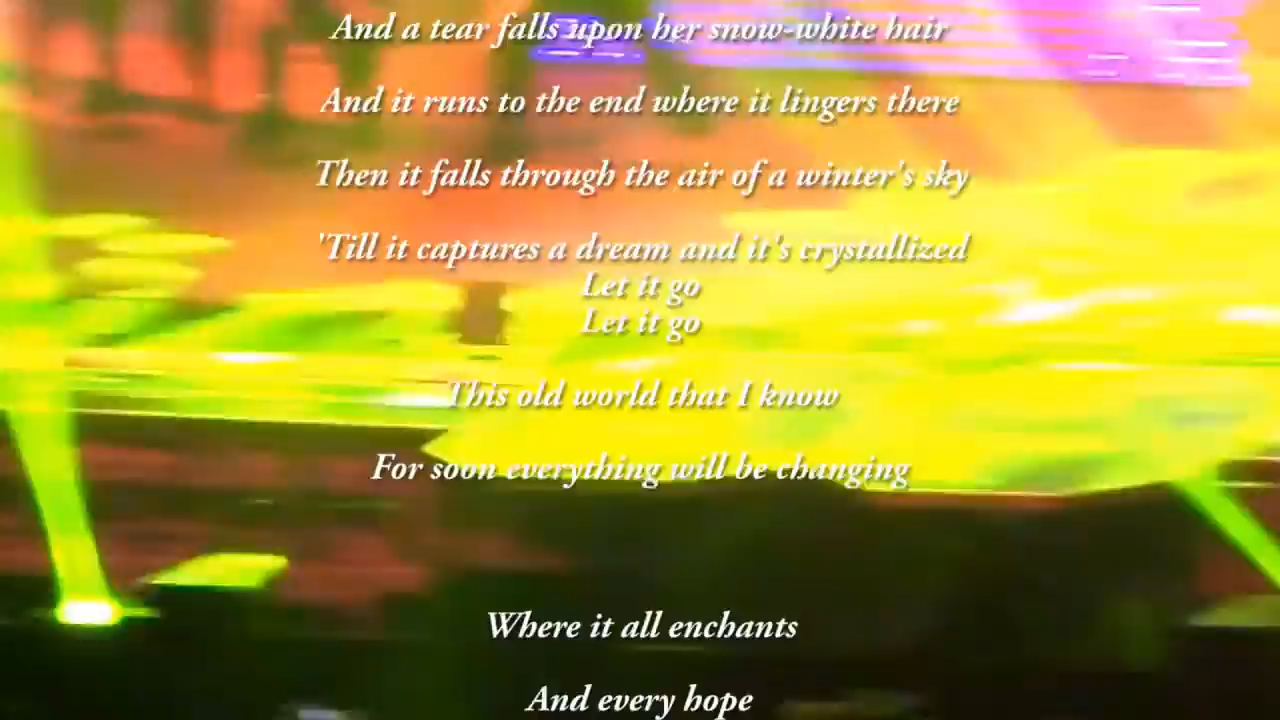 And a tear falls upon her snow-white hair
And it runs to the end where it lingers there
Then it falls through the air of a winter's sky
'Till it captures a dream and it's crystallized
Let it go
Let it go
This old world that I know
For soon everything will be changing
Where it all enchants
And every hope